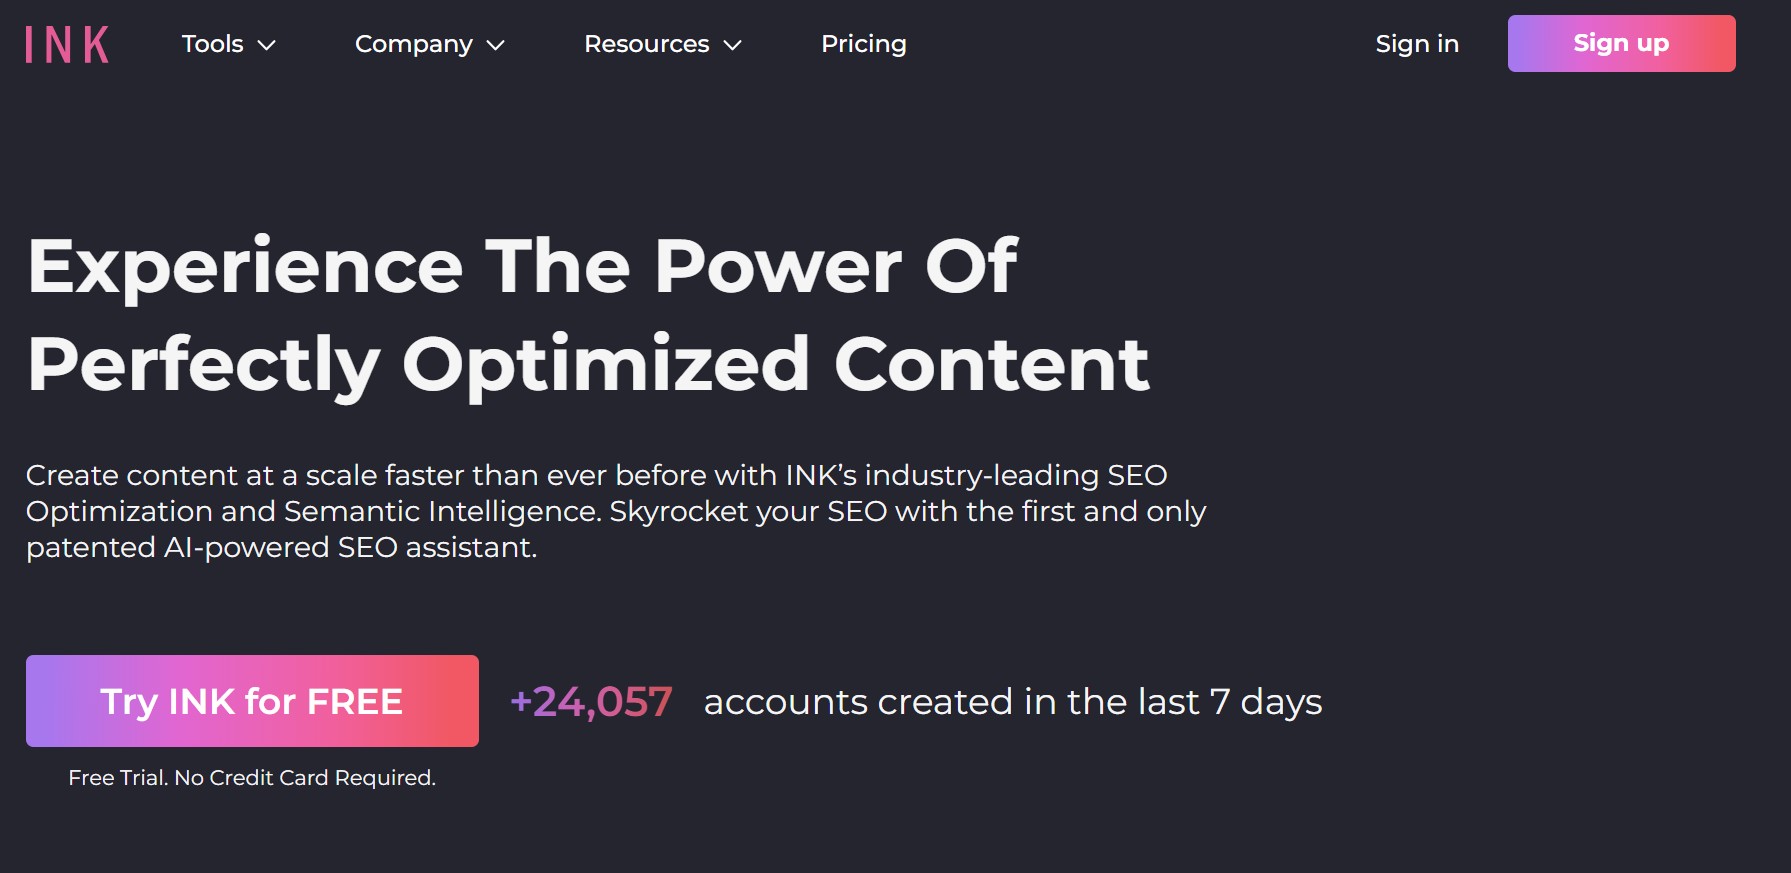 INK Tools Company Resources Pricing Sign in Sign up
Experience The Power Of
Perfectly Optimized Content
Create content at a scale faster than ever before with INK’s industry-leading SEO
Optimization and Semantic Intelligence. Skyrocket your SEO with the first and only
patented AI-powered SEO assistant.
Try INK for FREE +24,057 accounts created in the last 7 days
Free Trial. No Credit Card Required.